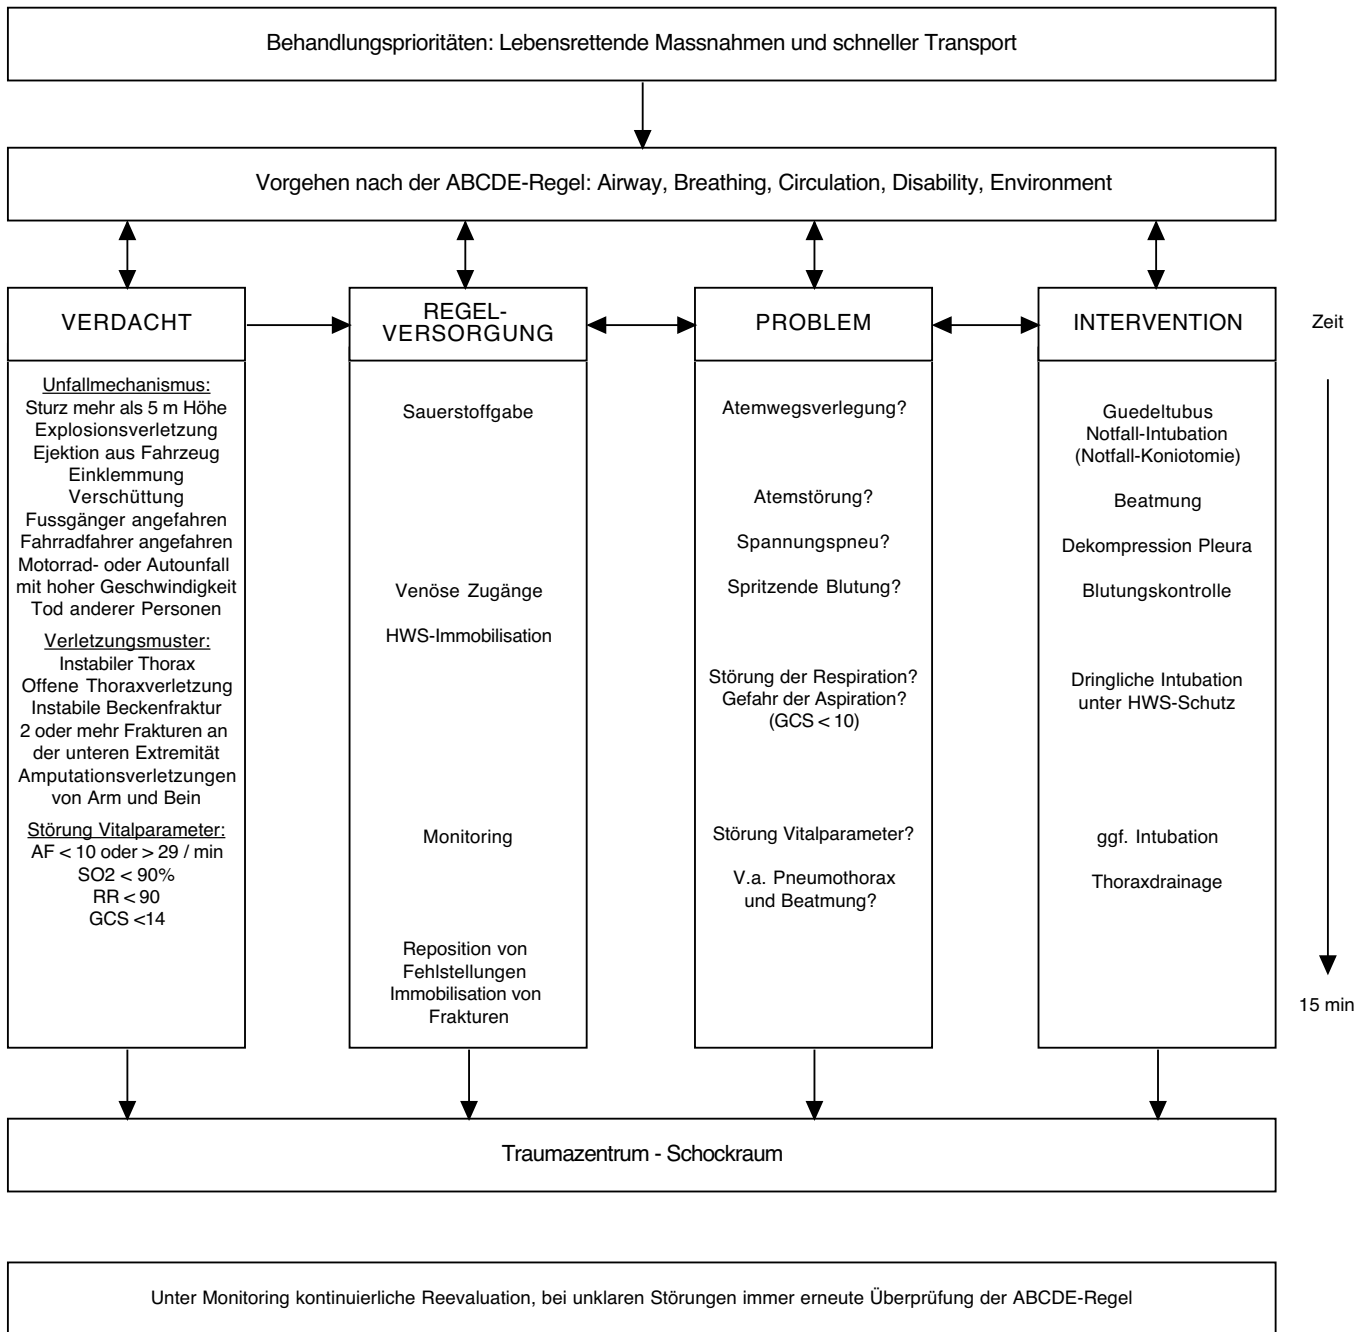 Behandlungsprioritäten: Lebensrettende Massnahmen und schneller Transport
Vorgehen nach der ABCDE-Regel: Airway, Breathing, Circulation, Disability, Environment
VERDACHT
Unfallmechanismus:
Sturz mehr als 5 m Höhe
Explosionsverletzung
Ejektion aus Fahrzeug
Einklemmung
Verschüttung
Fussgänger angefahren
Fahrradfahrer angefahren
Motorrad- oder Autounfall
mit hoher Geschwindigkeit
Tod anderer Personen
Verletzungsmuster:
Instabiler Thorax
Offene Thoraxverletzung
Instabile Beckenfraktur
2 oder mehr Frakturen an
der unteren Extremität
Amputationsverletzungen
von Arm und Bein
Störung Vitalparameter:
AF < 10 oder > 29 / min
SO2 < 90%
RR < 90
GCS <14
REGEL-
VERSORGUNG
Sauerstoffgabe
Venöse Zugänge
HWS-Immobilisation
Monitoring
Reposition von
Fehlstellungen
Immobilisation von
Frakturen
PROBLEM
Atemwegsverlegung?
Atemstörung?
Spannungspneu?
Spritzende Blutung?
Störung der Respiration?
Gefahr der Aspiration?
(GCS < 10)
Störung Vitalparameter?
V.a. Pneumothorax
und Beatmung?
INTERVENTION
Guedeltubus
Notfall-Intubation
(Notfall-Koniotomie)
Beatmung
Dekompression Pleura
Blutungskontrolle
Dringliche Intubation
unter HWS-Schutz
ggf. Intubation
Thoraxdrainage
Zeit
15 min
Traumazentrum - Schockraum
Unter Monitoring kontinuierliche Reevaluation, bei unklaren Störungen immer erneute Überprüfung der ABCDE-Regel